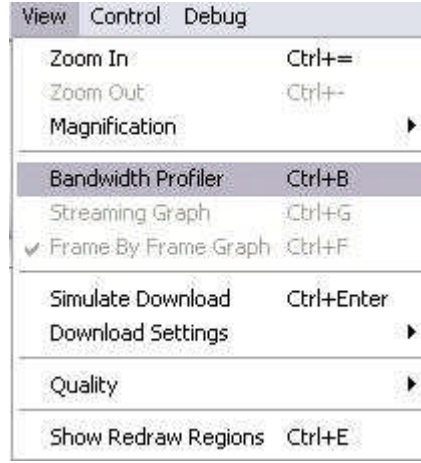 View Control Debug
Zoom In Ctrl+=
Zoom Out Ctrl+-
Magnification
Bandwidth Profiler Ctrl+B
Streaming Graph Ctrl+G
Frame By Frame Graph Ctrl+F
Simulate Download Ctrl+Enter
Download Settings
Quality
Show Redraw Regions Ctrl+E